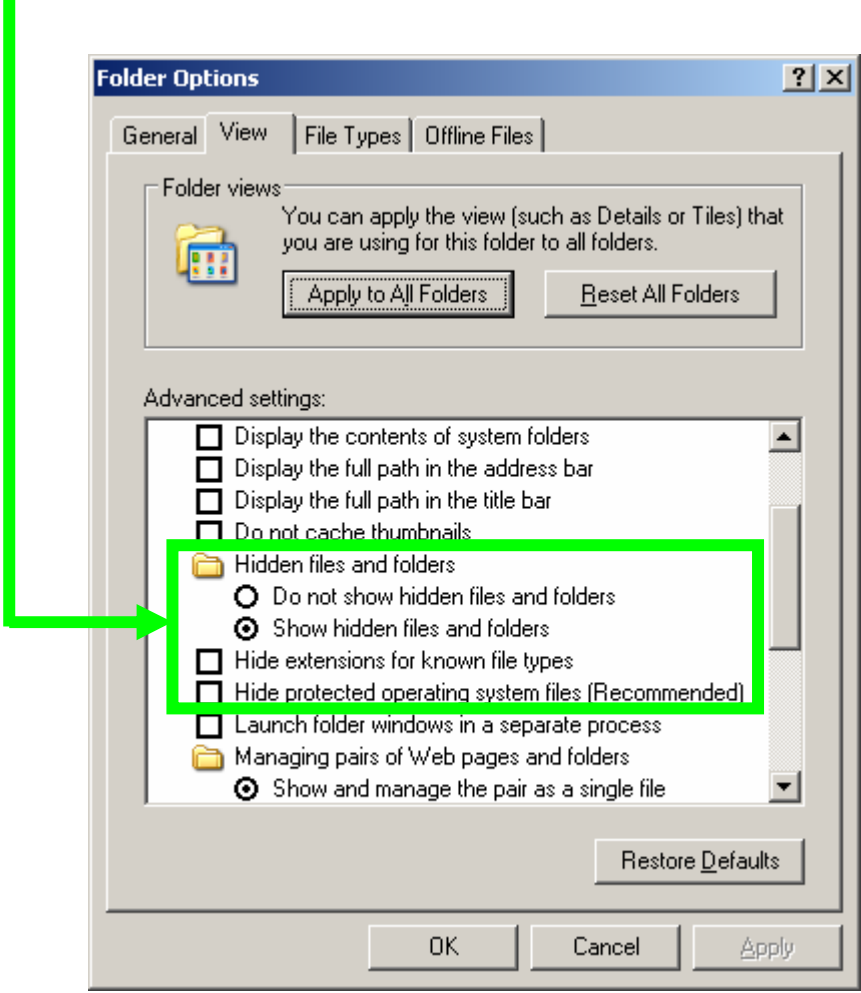 Folder Options
General View File Types Offline Files
Folder views
You can apply the view (such as Details or Tiles) that
you are using for this folder to all folders.
Apply to All Folders Reset All Folders
Advanced settings:
Display the contents of system folders
Display the full path in the address bar
Display the full path in the title bar
Do not cache thumbnails
Hidden files and folders
Do not show hidden files and folders
Show hidden files and folders
Hide extensions for known file types
Hide protected operating system files (Recommended)
Launch folder windows in a separate process
Managing pairs of Web pages and folders
Show and manage the pair as a single file
Restore Defaults
OK Cancel Apply